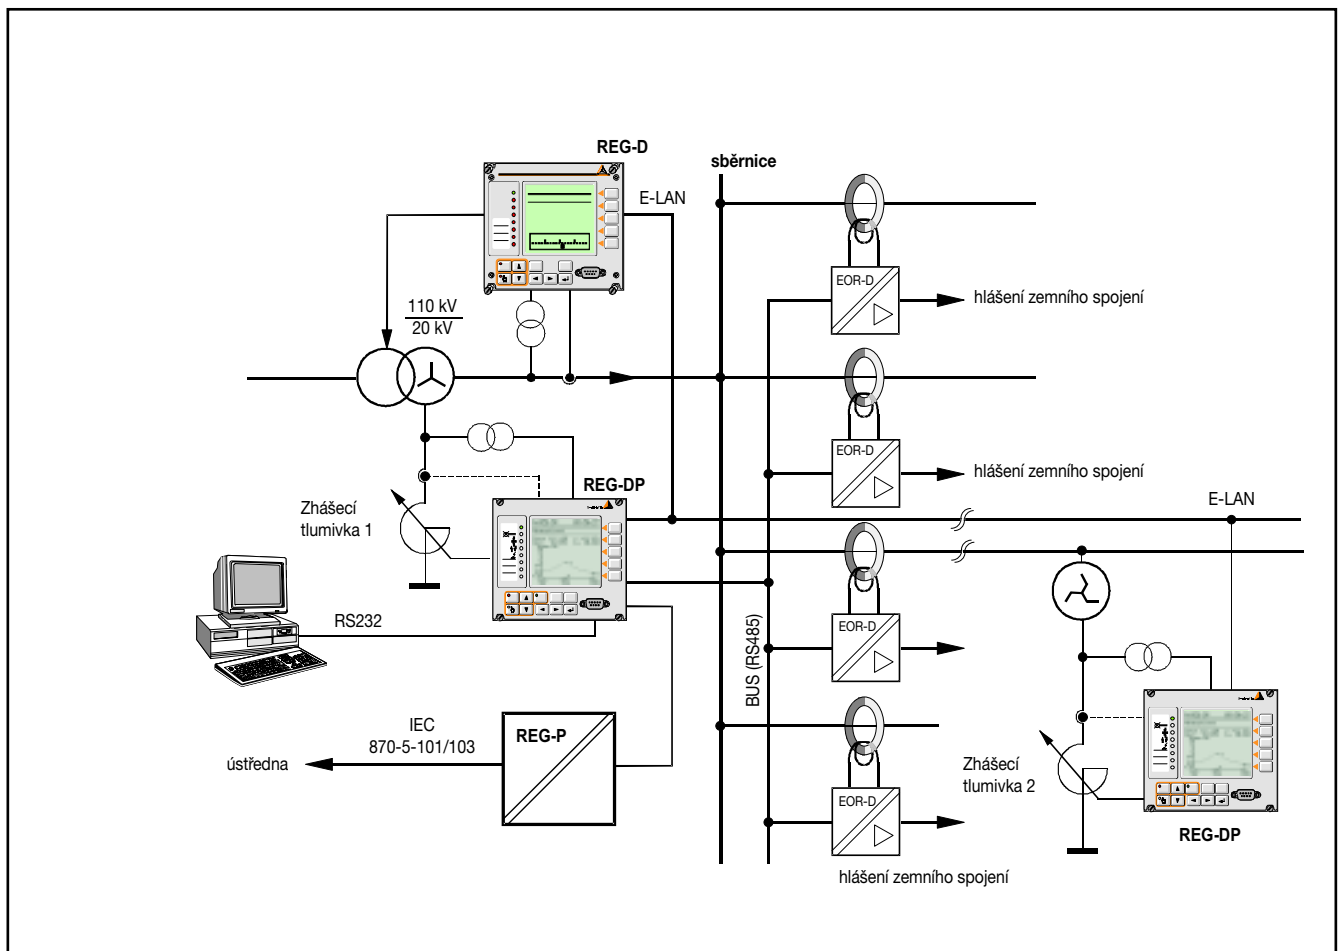 REG-D
sběrnice
E-LAN
EOR-D
hlášení zemního spojení
110 kV
20 kV
EOR-D
hlášení zemního spojení
REG-DP
E-LAN
Zhášecí
tlumivka 1
EOR-D
RS232
BUS (RS485)
IEC
870-5-101/103
REG-P
ústředna
Zhášecí
tlumivka 2
EOR-D
REG-DP
hlášení zemního spojení